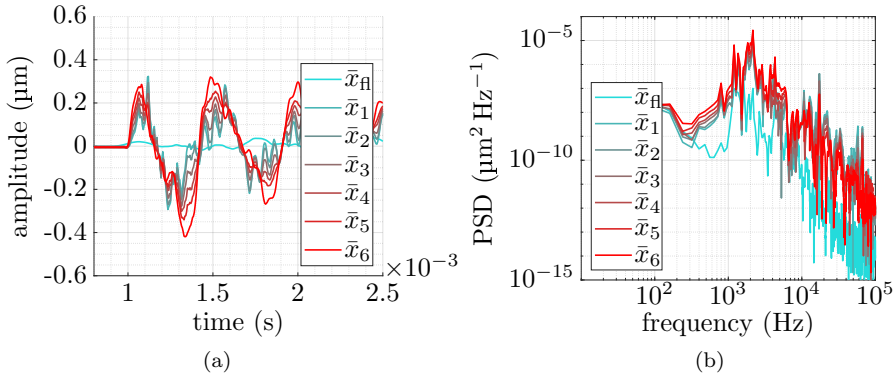 0.6
0.4
0.2
0
-0.2
-0.4
0.6
amplitude (µm)
1
1.5
2
2.5
×10⁻³
time (s)
x̄fl
x̄₁
x̄₂
x̄₃
x̄₄
x̄₅
x̄₆
(a)
10⁻⁵
10⁻¹⁰
10⁻¹⁵
PSD (µm² Hz⁻¹)
10²
10³
10⁴
10⁵
frequency (Hz)
x̄fl
x̄₁
x̄₂
x̄₃
x̄₄
x̄₅
x̄₆
(b)